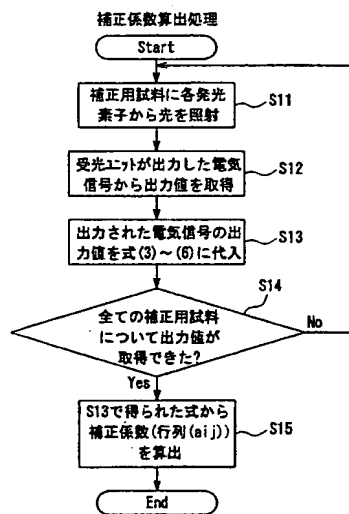 補正係数算出処理
Start
補正用試料に各発光
素子から光を照射
S11
受光ユニットが出力した電気
信号から出力値を取得
S12
出力された電気信号の出
力値を式(3)～(6)に代入
S13
S14
全ての補正用試料
について出力値が
取得できた?
No
Yes
S13で得られた式から
補正係数(行列(aij))
を算出
S15
End